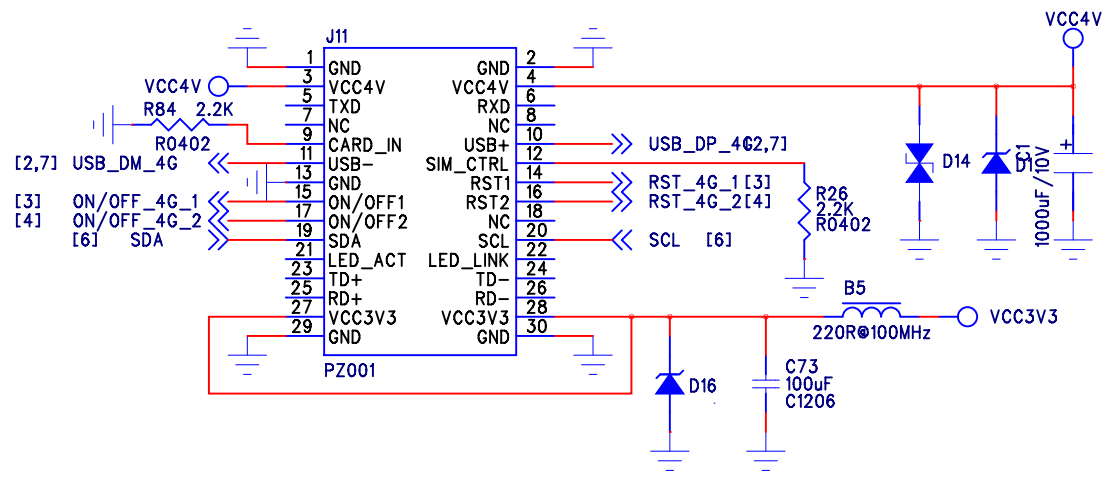 VCC4V
J11
1 GND GND 2
VCC4V 3 VCC4V VCC4V 4
5 TXD RXD 6
R84 2.2K
7 NC NC 8
R0402
9 CARD_IN USB+ 10 USB_DP_4G [2,7]
[2,7] USB_DM_4G 11 USB- SIM_CTRL 12
13 GND RST1 14 RST_4G_1 [3]
[3] ON/OFF_4G_1 15 ON/OFF1 RST2 16 RST_4G_2 [4]
[4] ON/OFF_4G_2 17 ON/OFF2 NC 18
[6] SDA 19 SDA SCL 20 SCL [6]
21 LED_ACT LED_LINK 22
23 TD+ TD- 24
25 RD+ RD- 26
27 VCC3V3 VCC3V3 28
29 GND GND 30
PZ001
R26
2.2K
R0402
D14
+
1000uF/10V
B5
220R@100MHz
VCC3V3
D16
C73
100uF
C1206